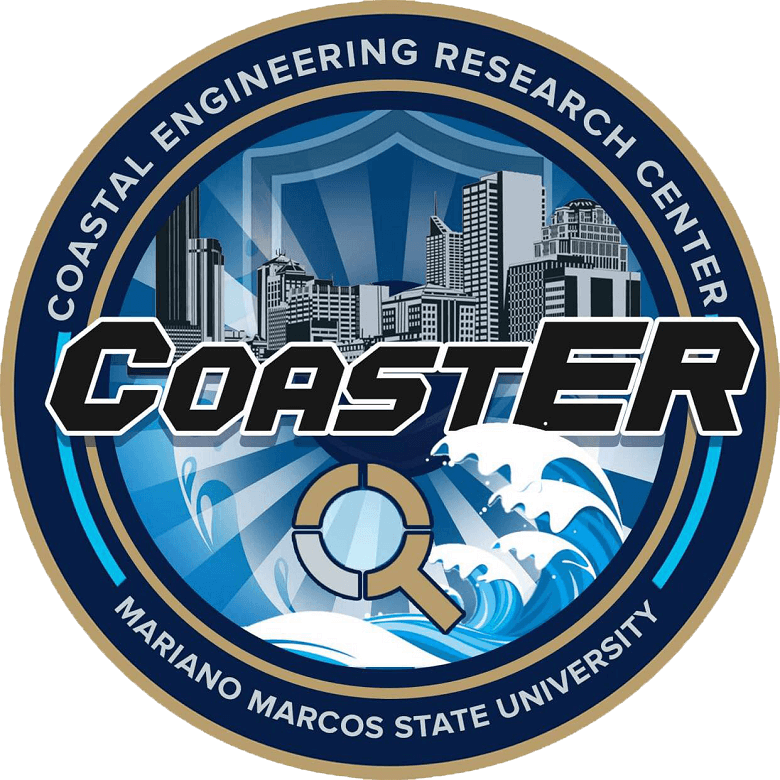 COASTAL ENGINEERING RESEARCH CENTER
COASTER
MARIANO MARCOS STATE UNIVERSITY